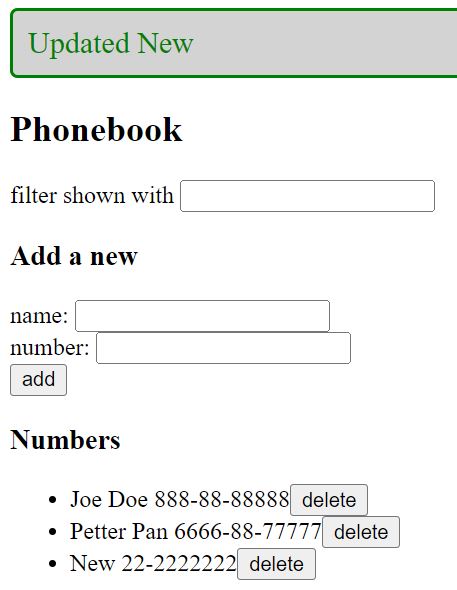 Updated New
Phonebook
filter shown with
Add a new
name:
number:
add
Numbers
Joe Doe 888-88-88888 delete
Petter Pan 6666-88-77777 delete
New 22-2222222 delete